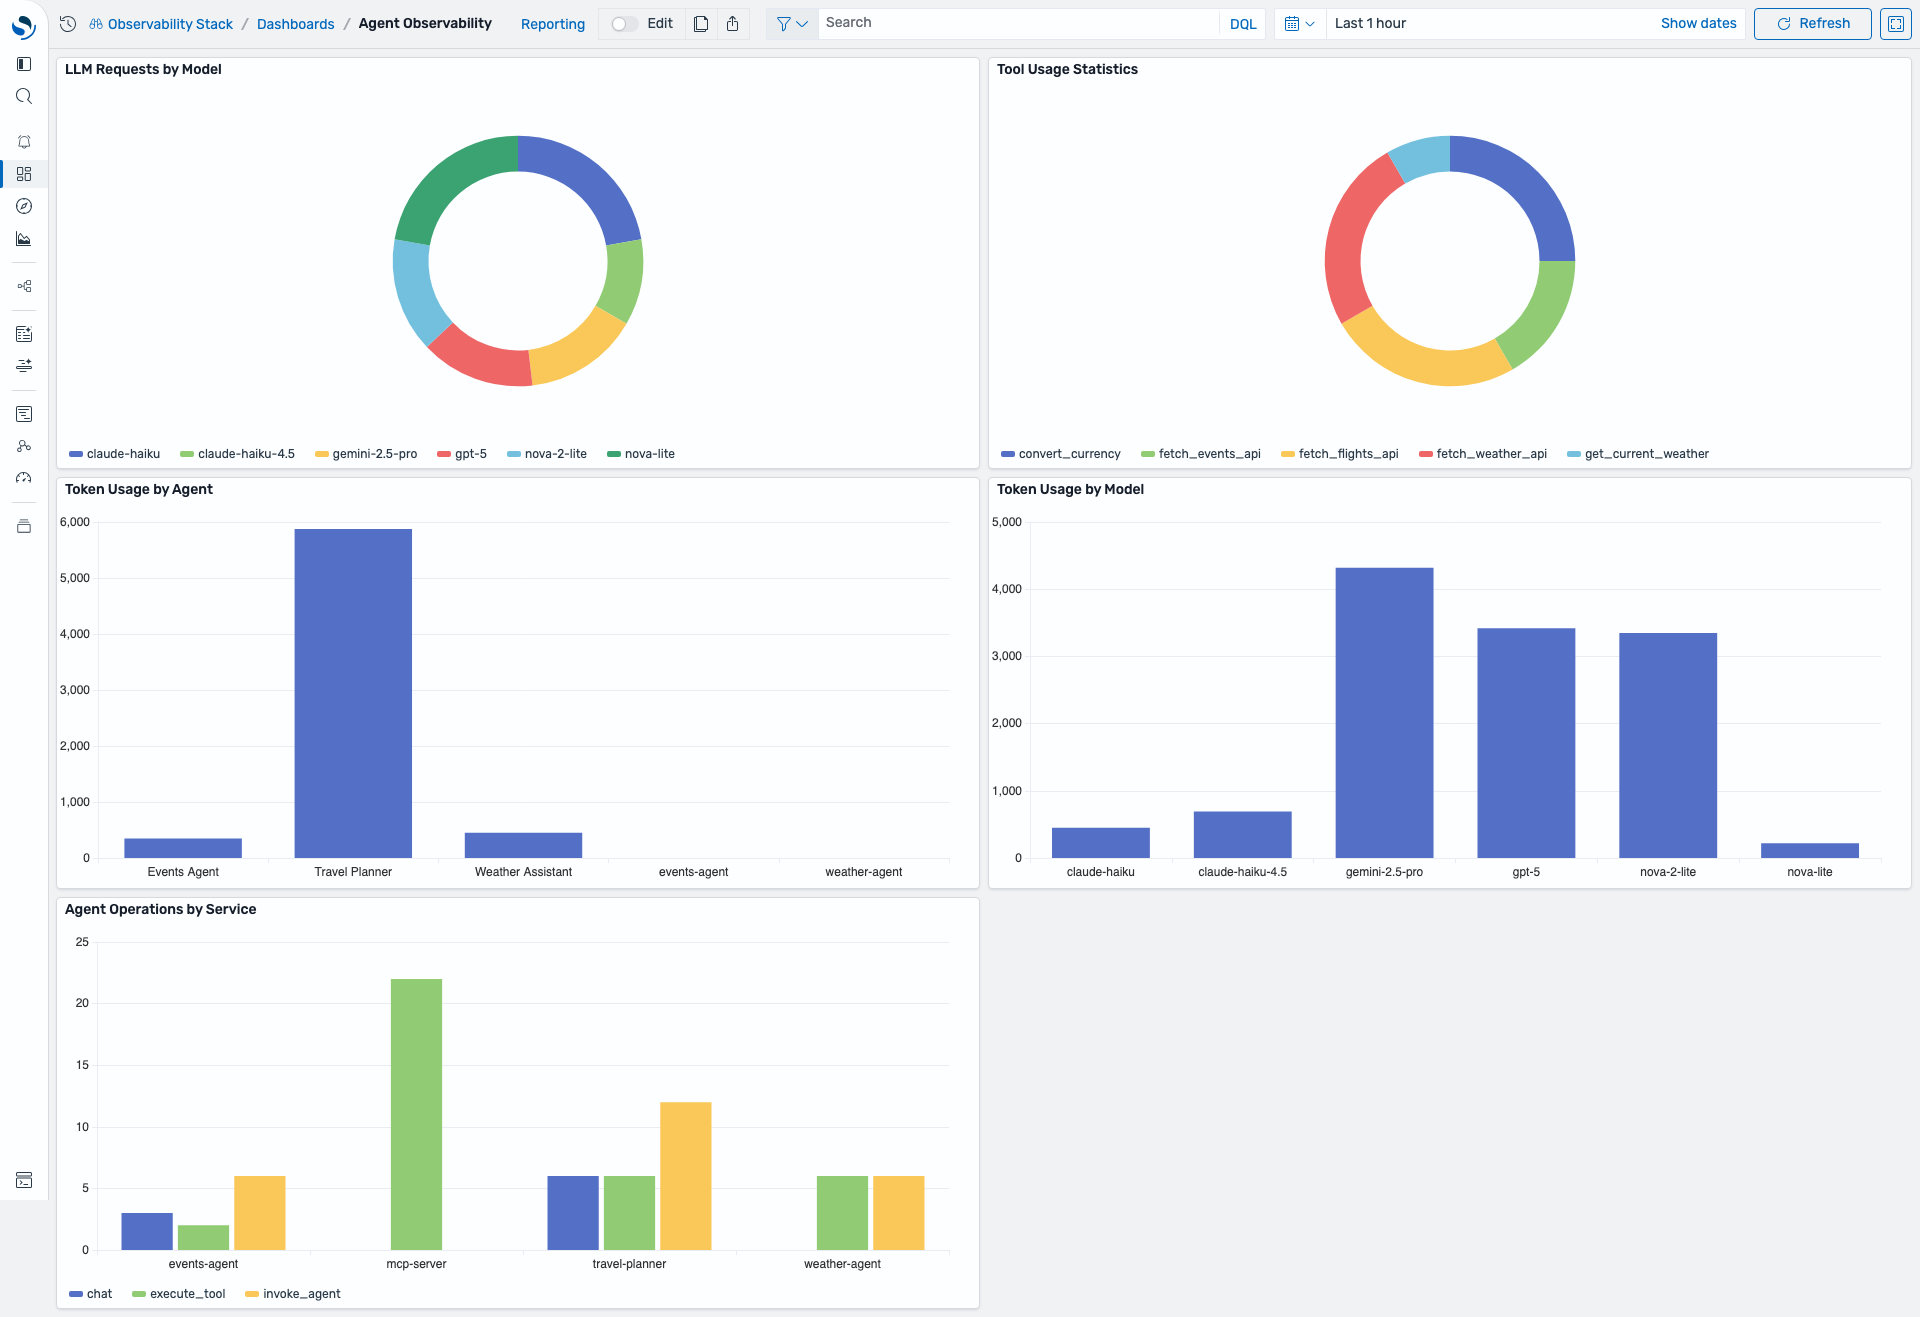 Observability Stack / Dashboards / Agent Observability Reporting Edit Search DQL Last 1 hour Show dates Refresh
LLM Requests by Model
claude-haiku claude-haiku-4.5 gemini-2.5-pro gpt-5 nova-2-lite nova-lite
Tool Usage Statistics
convert_currency fetch_events_api fetch_flights_api fetch_weather_api get_current_weather
Token Usage by Agent
6,000
5,000
4,000
3,000
2,000
1,000
0
Events Agent Travel Planner Weather Assistant events-agent weather-agent
Token Usage by Model
5,000
4,000
3,000
2,000
1,000
0
claude-haiku claude-haiku-4.5 gemini-2.5-pro gpt-5 nova-2-lite nova-lite
Agent Operations by Service
25
20
15
10
5
0
events-agent mcp-server travel-planner weather-agent
chat execute_tool invoke_agent